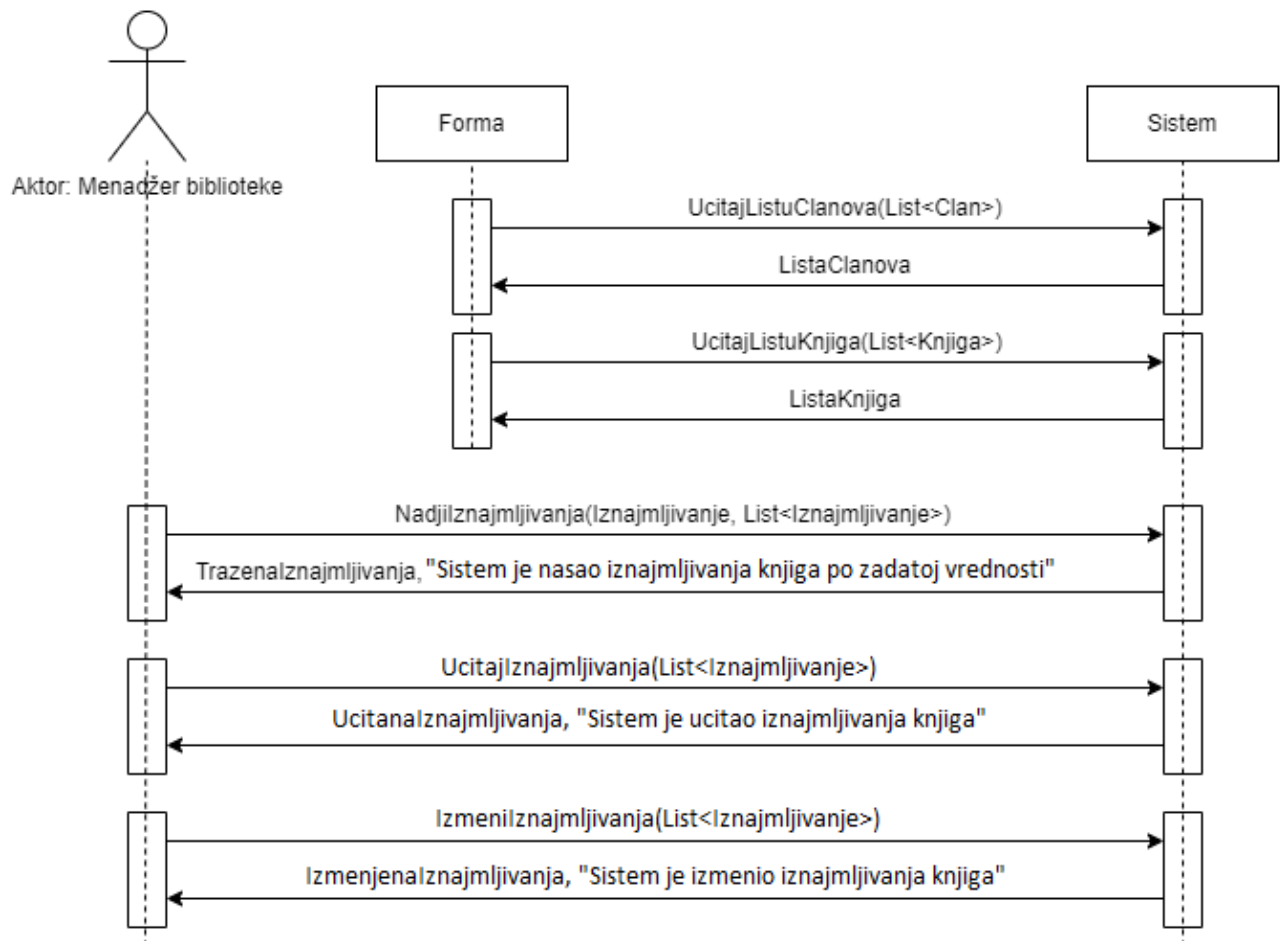 Forma
Sistem
Aktor: Menadžer biblioteke
UcitajListuClanova(List<Clan>)
ListaClanova
UcitajListuKnjiga(List<Knjiga>)
ListaKnjiga
NadjiIznajmljivanja(Iznajmljivanje, List<Iznajmljivanje>)
TrazenaIznajmljivanja, "Sistem je nasao iznajmljivanja knjiga po zadatoj vrednosti"
UcitajIznajmljivanja(List<Iznajmljivanje>)
UcitanaIznajmljivanja, "Sistem je ucitao iznajmljivanja knjiga"
IzmeniIznajmljivanja(List<Iznajmljivanje>)
IzmenjenaIznajmljivanja, "Sistem je izmenio iznajmljivanja knjiga"